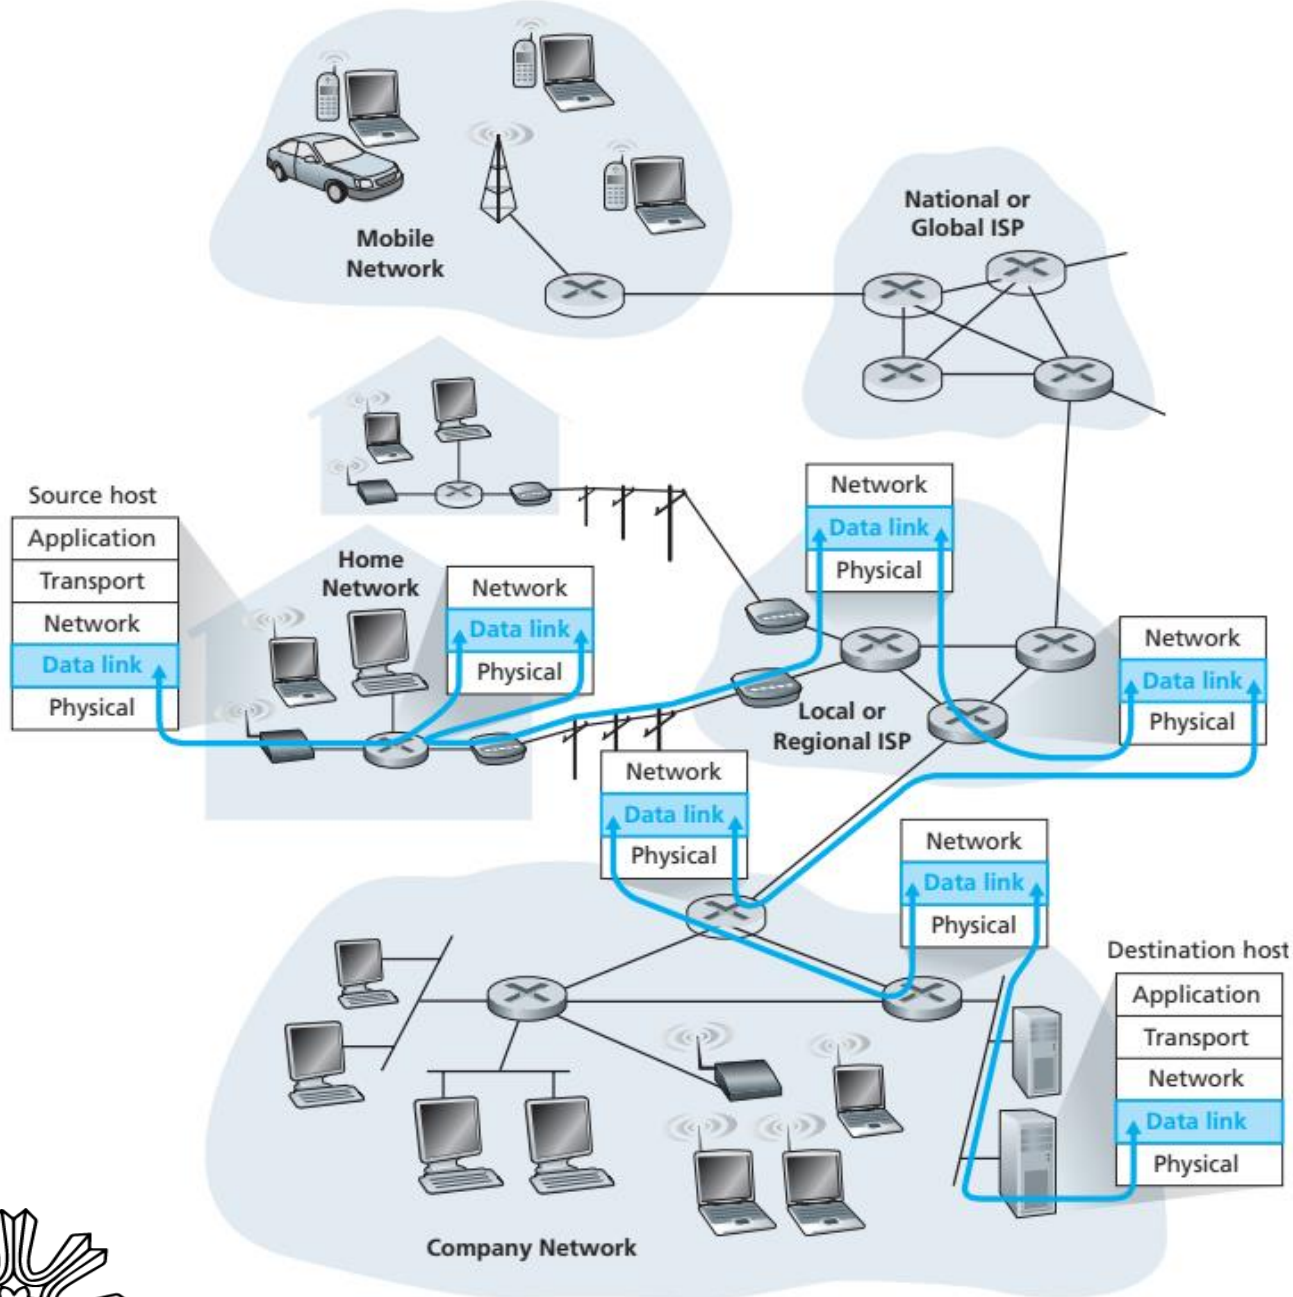 Mobile
Network
National or
Global ISP
Source host
Application
Transport
Network
Data link
Physical
Home
Network
Network
Data link
Physical
Network
Data link
Physical
Local or
Regional ISP
Network
Data link
Physical
Network
Data link
Physical
Network
Data link
Physical
Destination host
Application
Transport
Network
Data link
Physical
Company Network